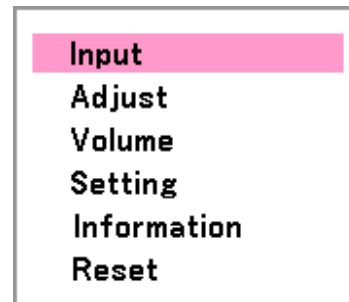 Input
Adjust
Volume
Setting
Information
Reset